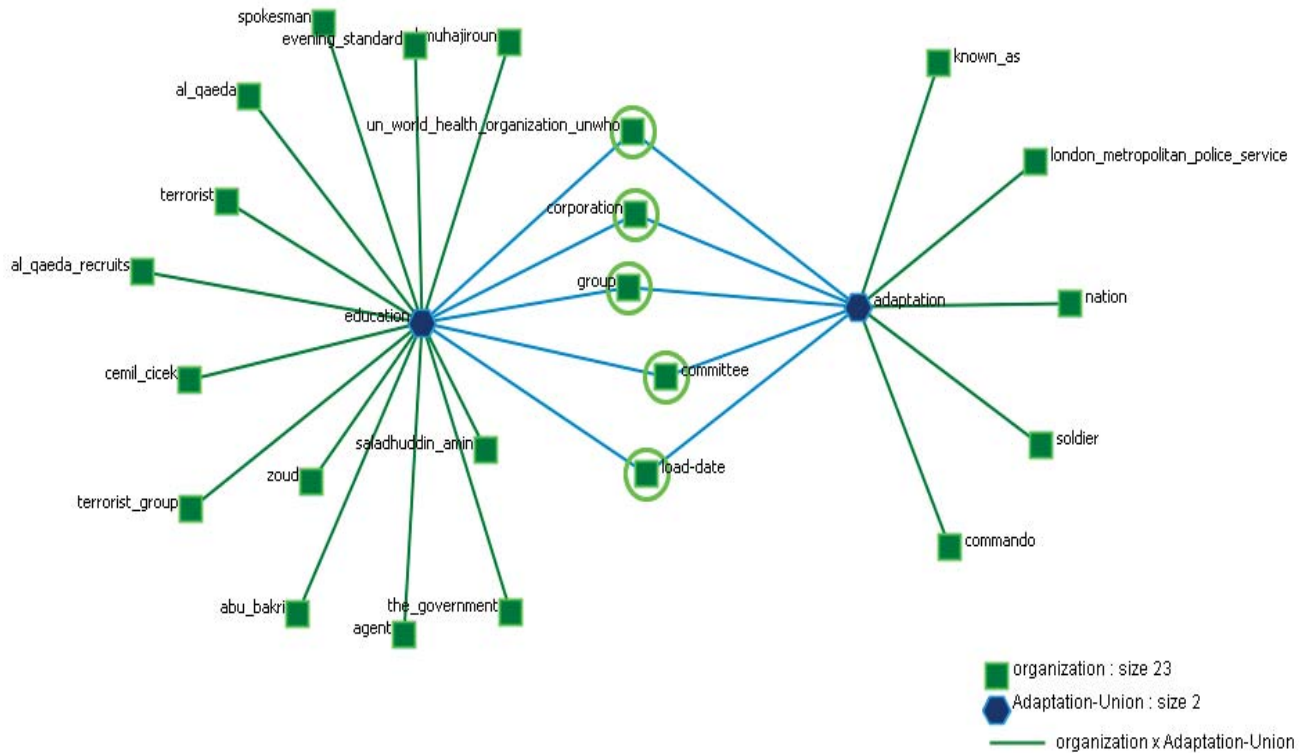 spokesman
evening_standard
muhajiroun
known_as
al_qaeda
un_world_health_organization_unwho
london_metropolitan_police_service
terrorist
corporation
al_qaeda_recruits
group
adaptation
nation
education
cemil_cicek
committee
saladhuddin_amin
soldier
zoud
load-date
terrorist_group
commando
abu_bakri
the_government
agent
organization : size 23
Adaptation-Union : size 2
organization x Adaptation-Union